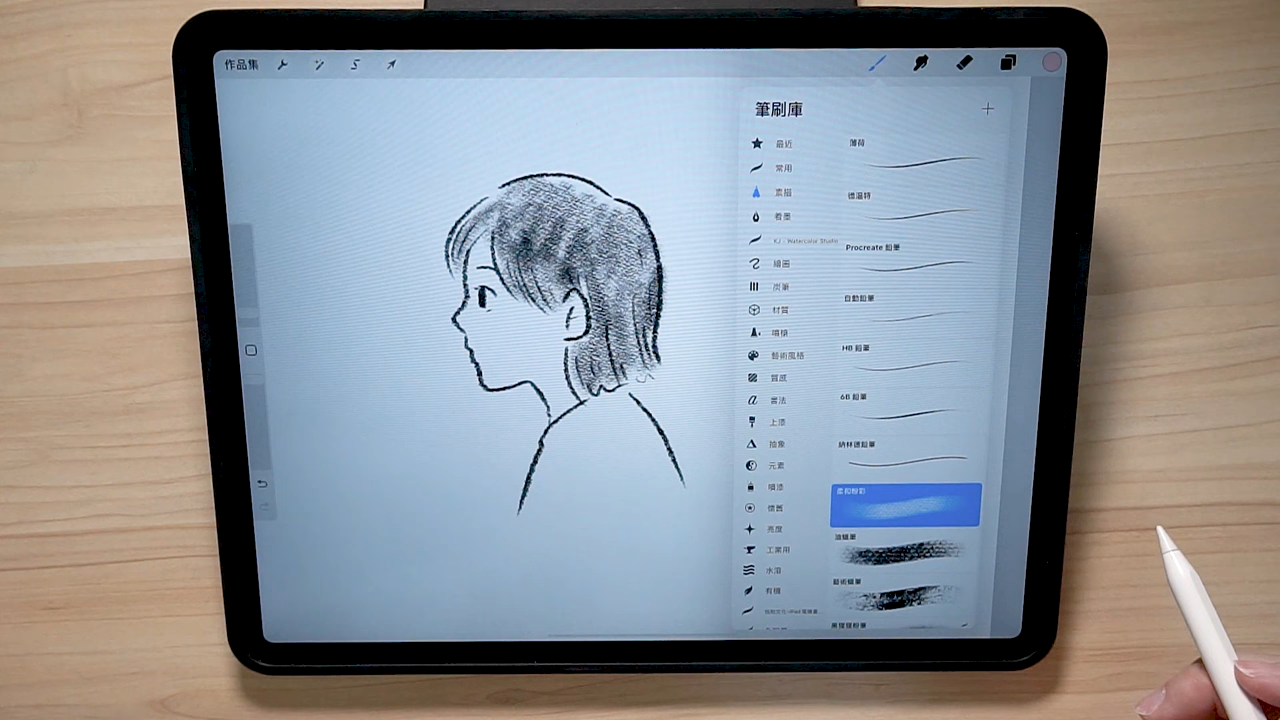 作品集
筆刷庫
最近
常用
素描
着墨
KJ - Watercolor Studio
繪圖
炭筆
材質
噴槍
藝術風格
質感
書法
上漆
抽象
元素
噴漆
懷舊
亮度
工業用
水溶
有機
薄荷
德溫特
Procreate 鉛筆
自動鉛筆
HB 鉛筆
6B 鉛筆
納林德鉛筆
柔和粉彩
油蠟筆
藝術蠟筆